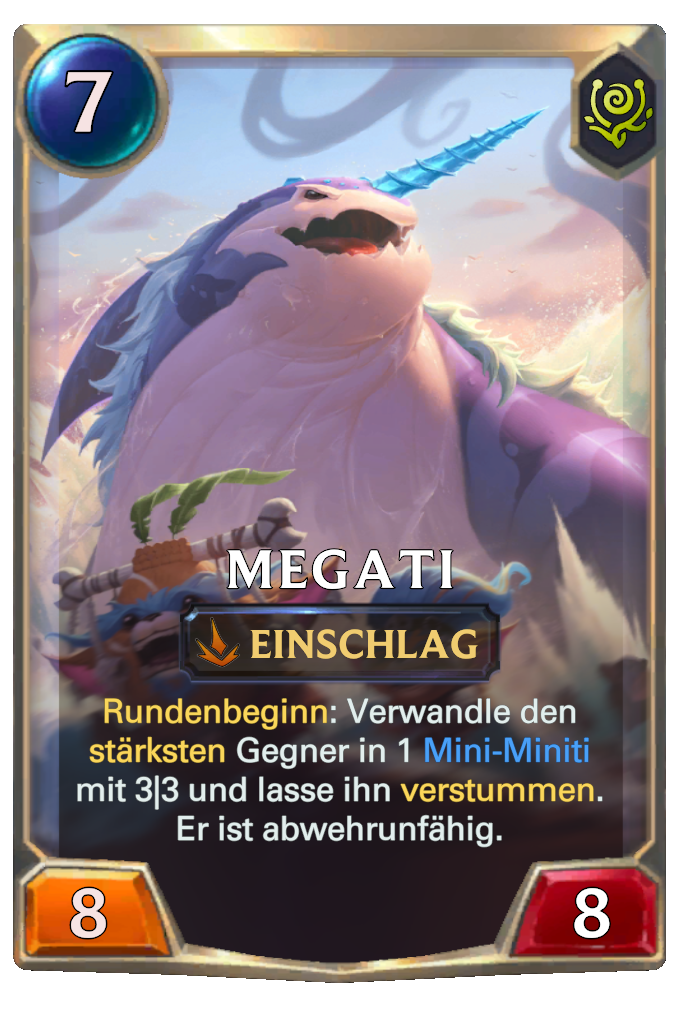 7
MEGATI
EINSCHLAG
Rundenbeginn: Verwandle den
stärksten Gegner in 1 Mini-Miniti
mit 3|3 und lasse ihn verstummen.
Er ist abwehrunfähig.
8
8